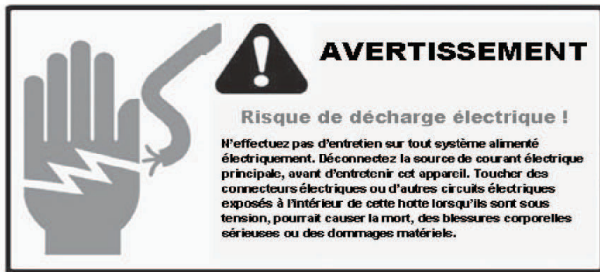 AVERTISSEMENT
Risque de décharge électrique !
N'effectuez pas d'entretien sur tout système alimenté
électriquement. Déconnectez la source de courant électrique
principale, avant d'entretenir cet appareil. Toucher des
connecteurs électriques ou d'autres circuits électriques
exposés à l'intérieur de cette hotte lorsqu'ils sont sous
tension, pourrait causer la mort, des blessures corporelles
sérieuses ou des dommages matériels.